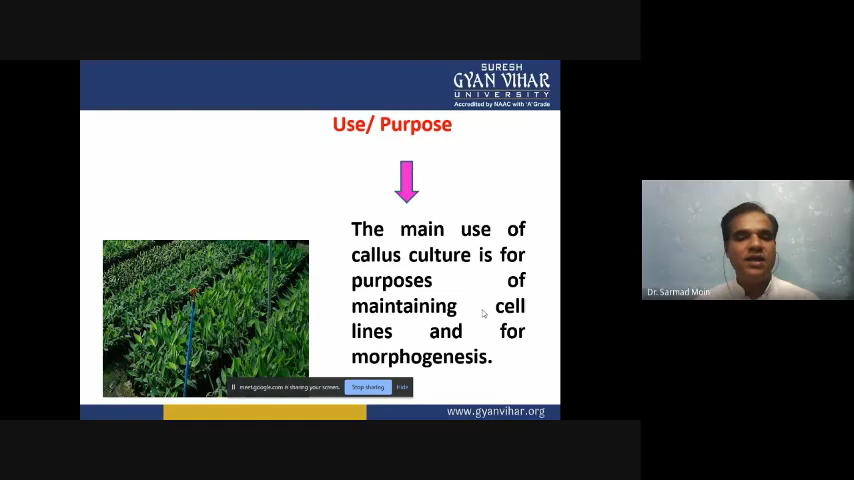 SURESH
GYAN VIHAR
UNIVERSITY
Accredited by NAAC with 'A' Grade
Use/ Purpose
The main use of
callus culture is for
purposes of
maintaining cell
lines and for
morphogenesis.
meet.google.com is sharing your screen. Stop sharing Hide
www.gyanvihar.org
Dr. Sarmad Moin